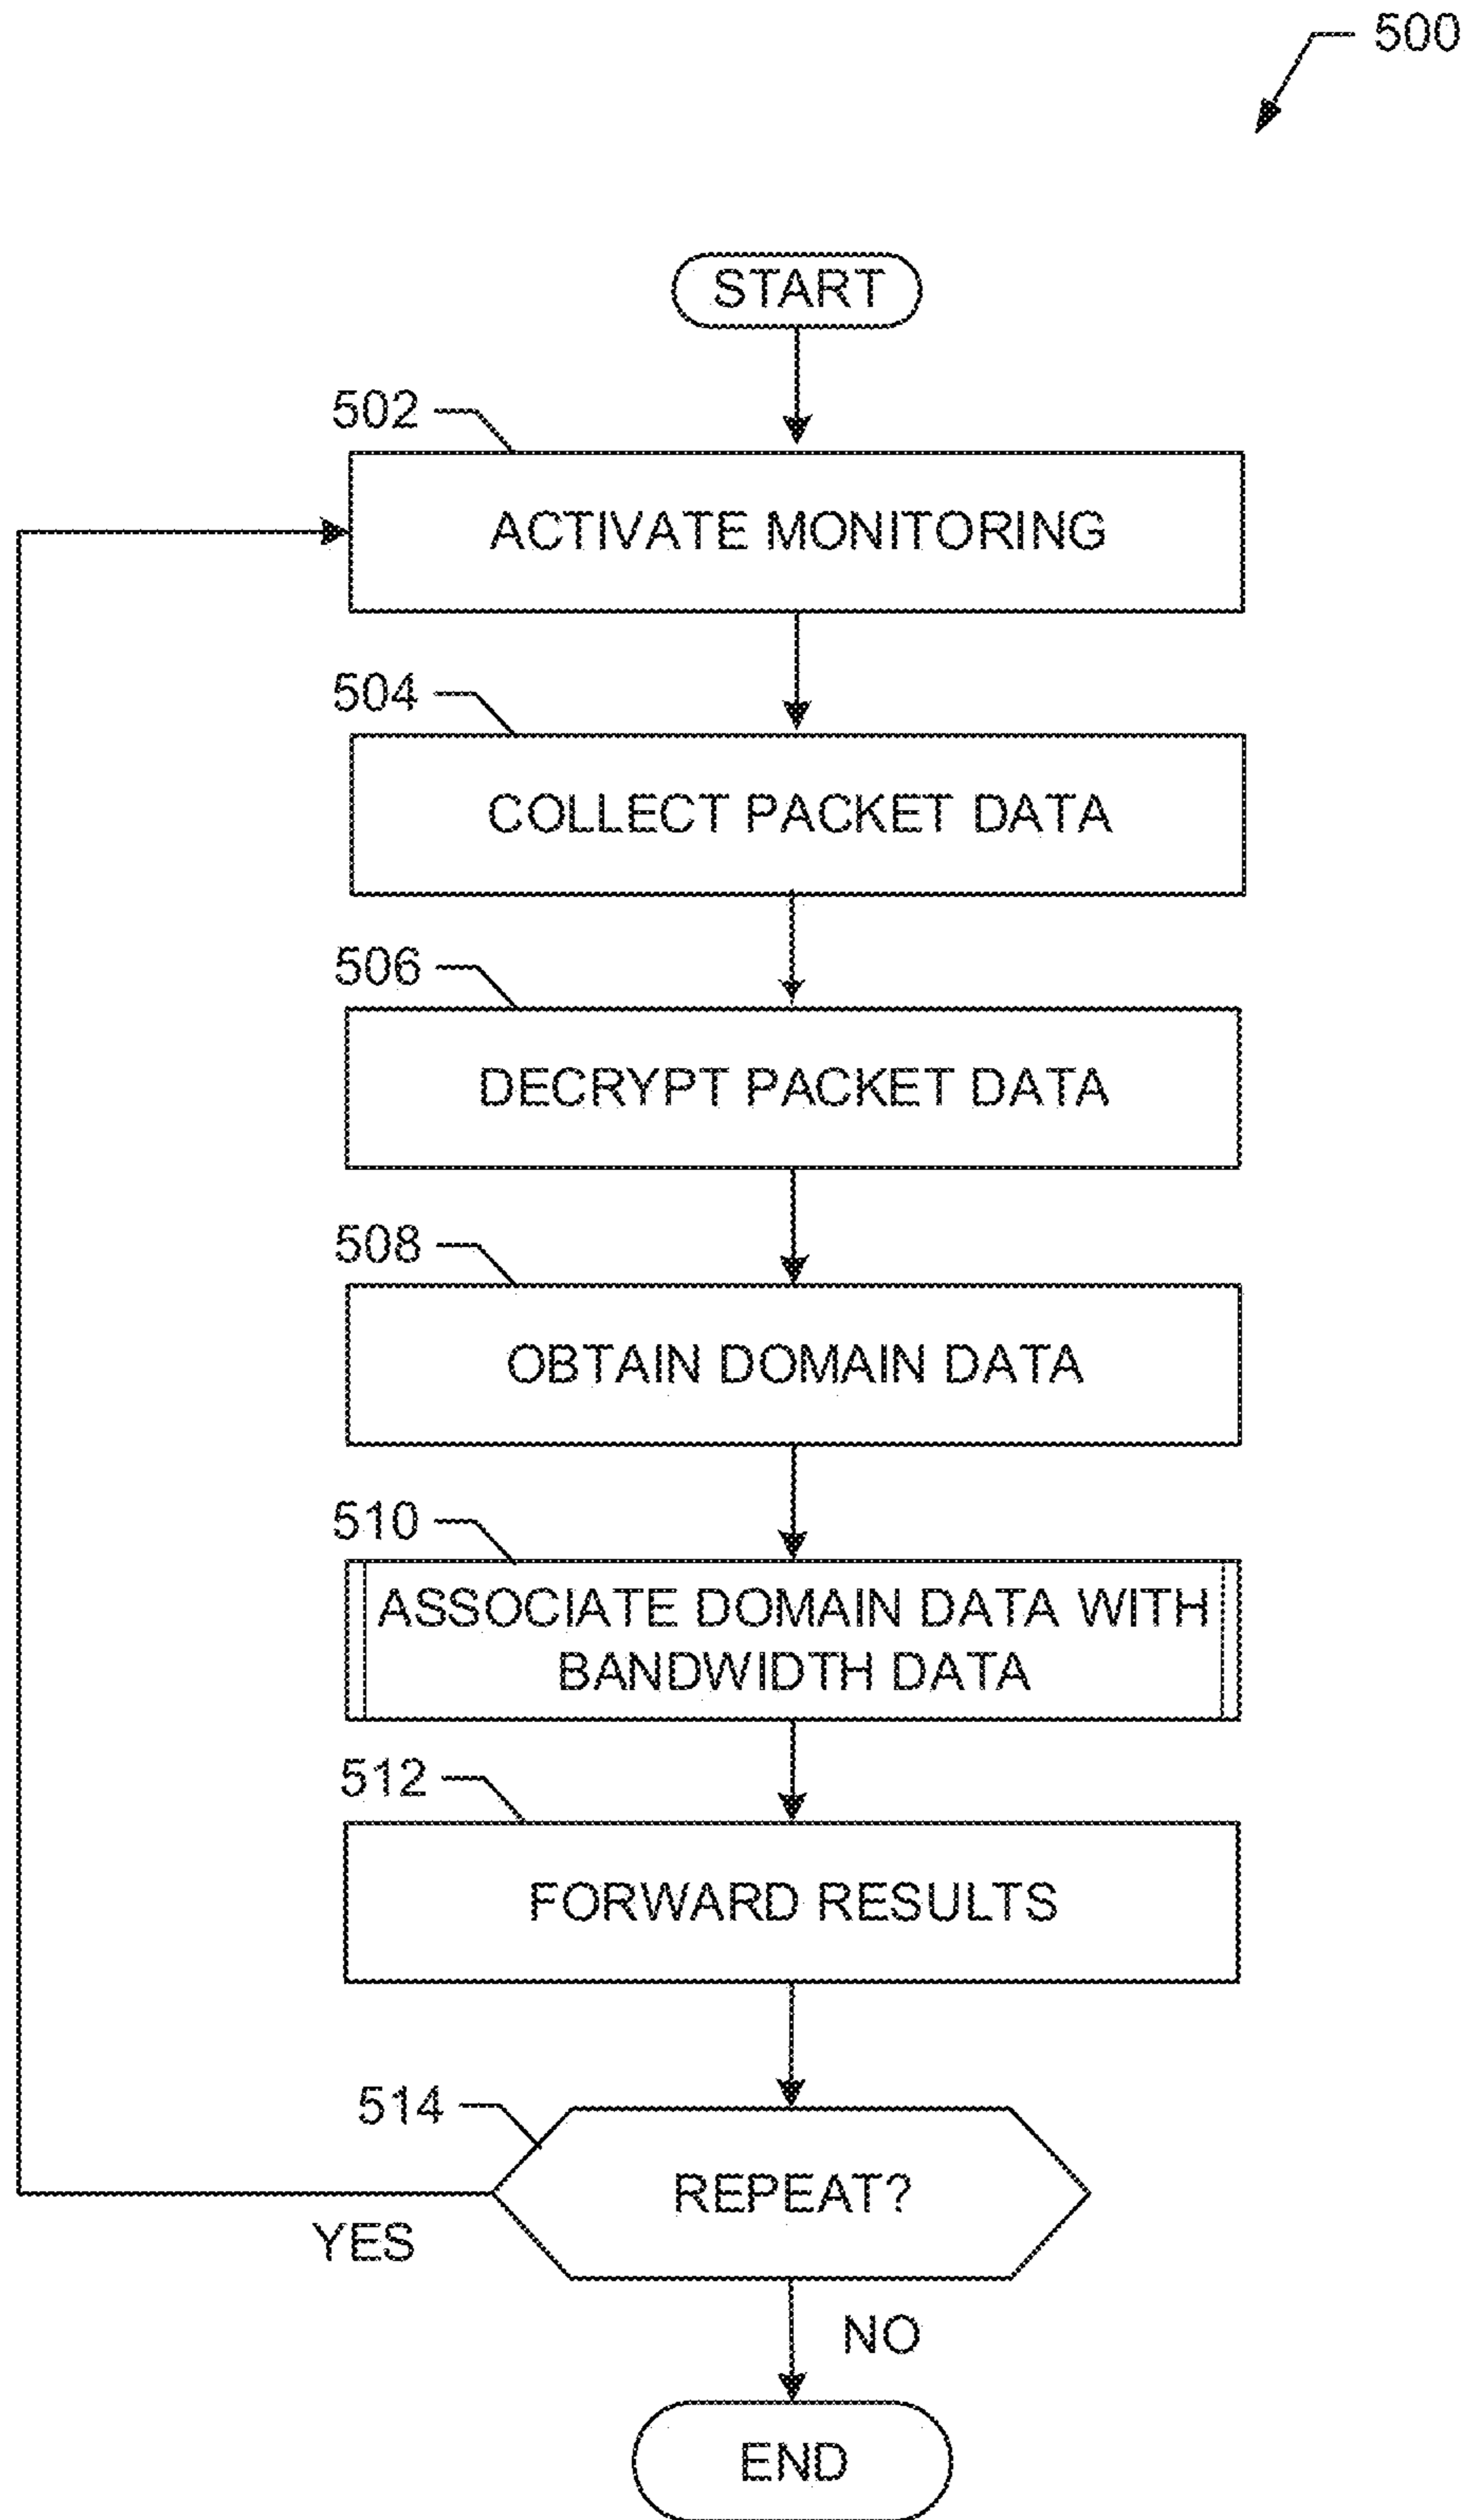 500
START
502
ACTIVATE MONITORING
504
COLLECT PACKET DATA
506
DECRYPT PACKET DATA
508
OBTAIN DOMAIN DATA
510
ASSOCIATE DOMAIN DATA WITH
BANDWIDTH DATA
512
FORWARD RESULTS
514
REPEAT?
YES
NO
END